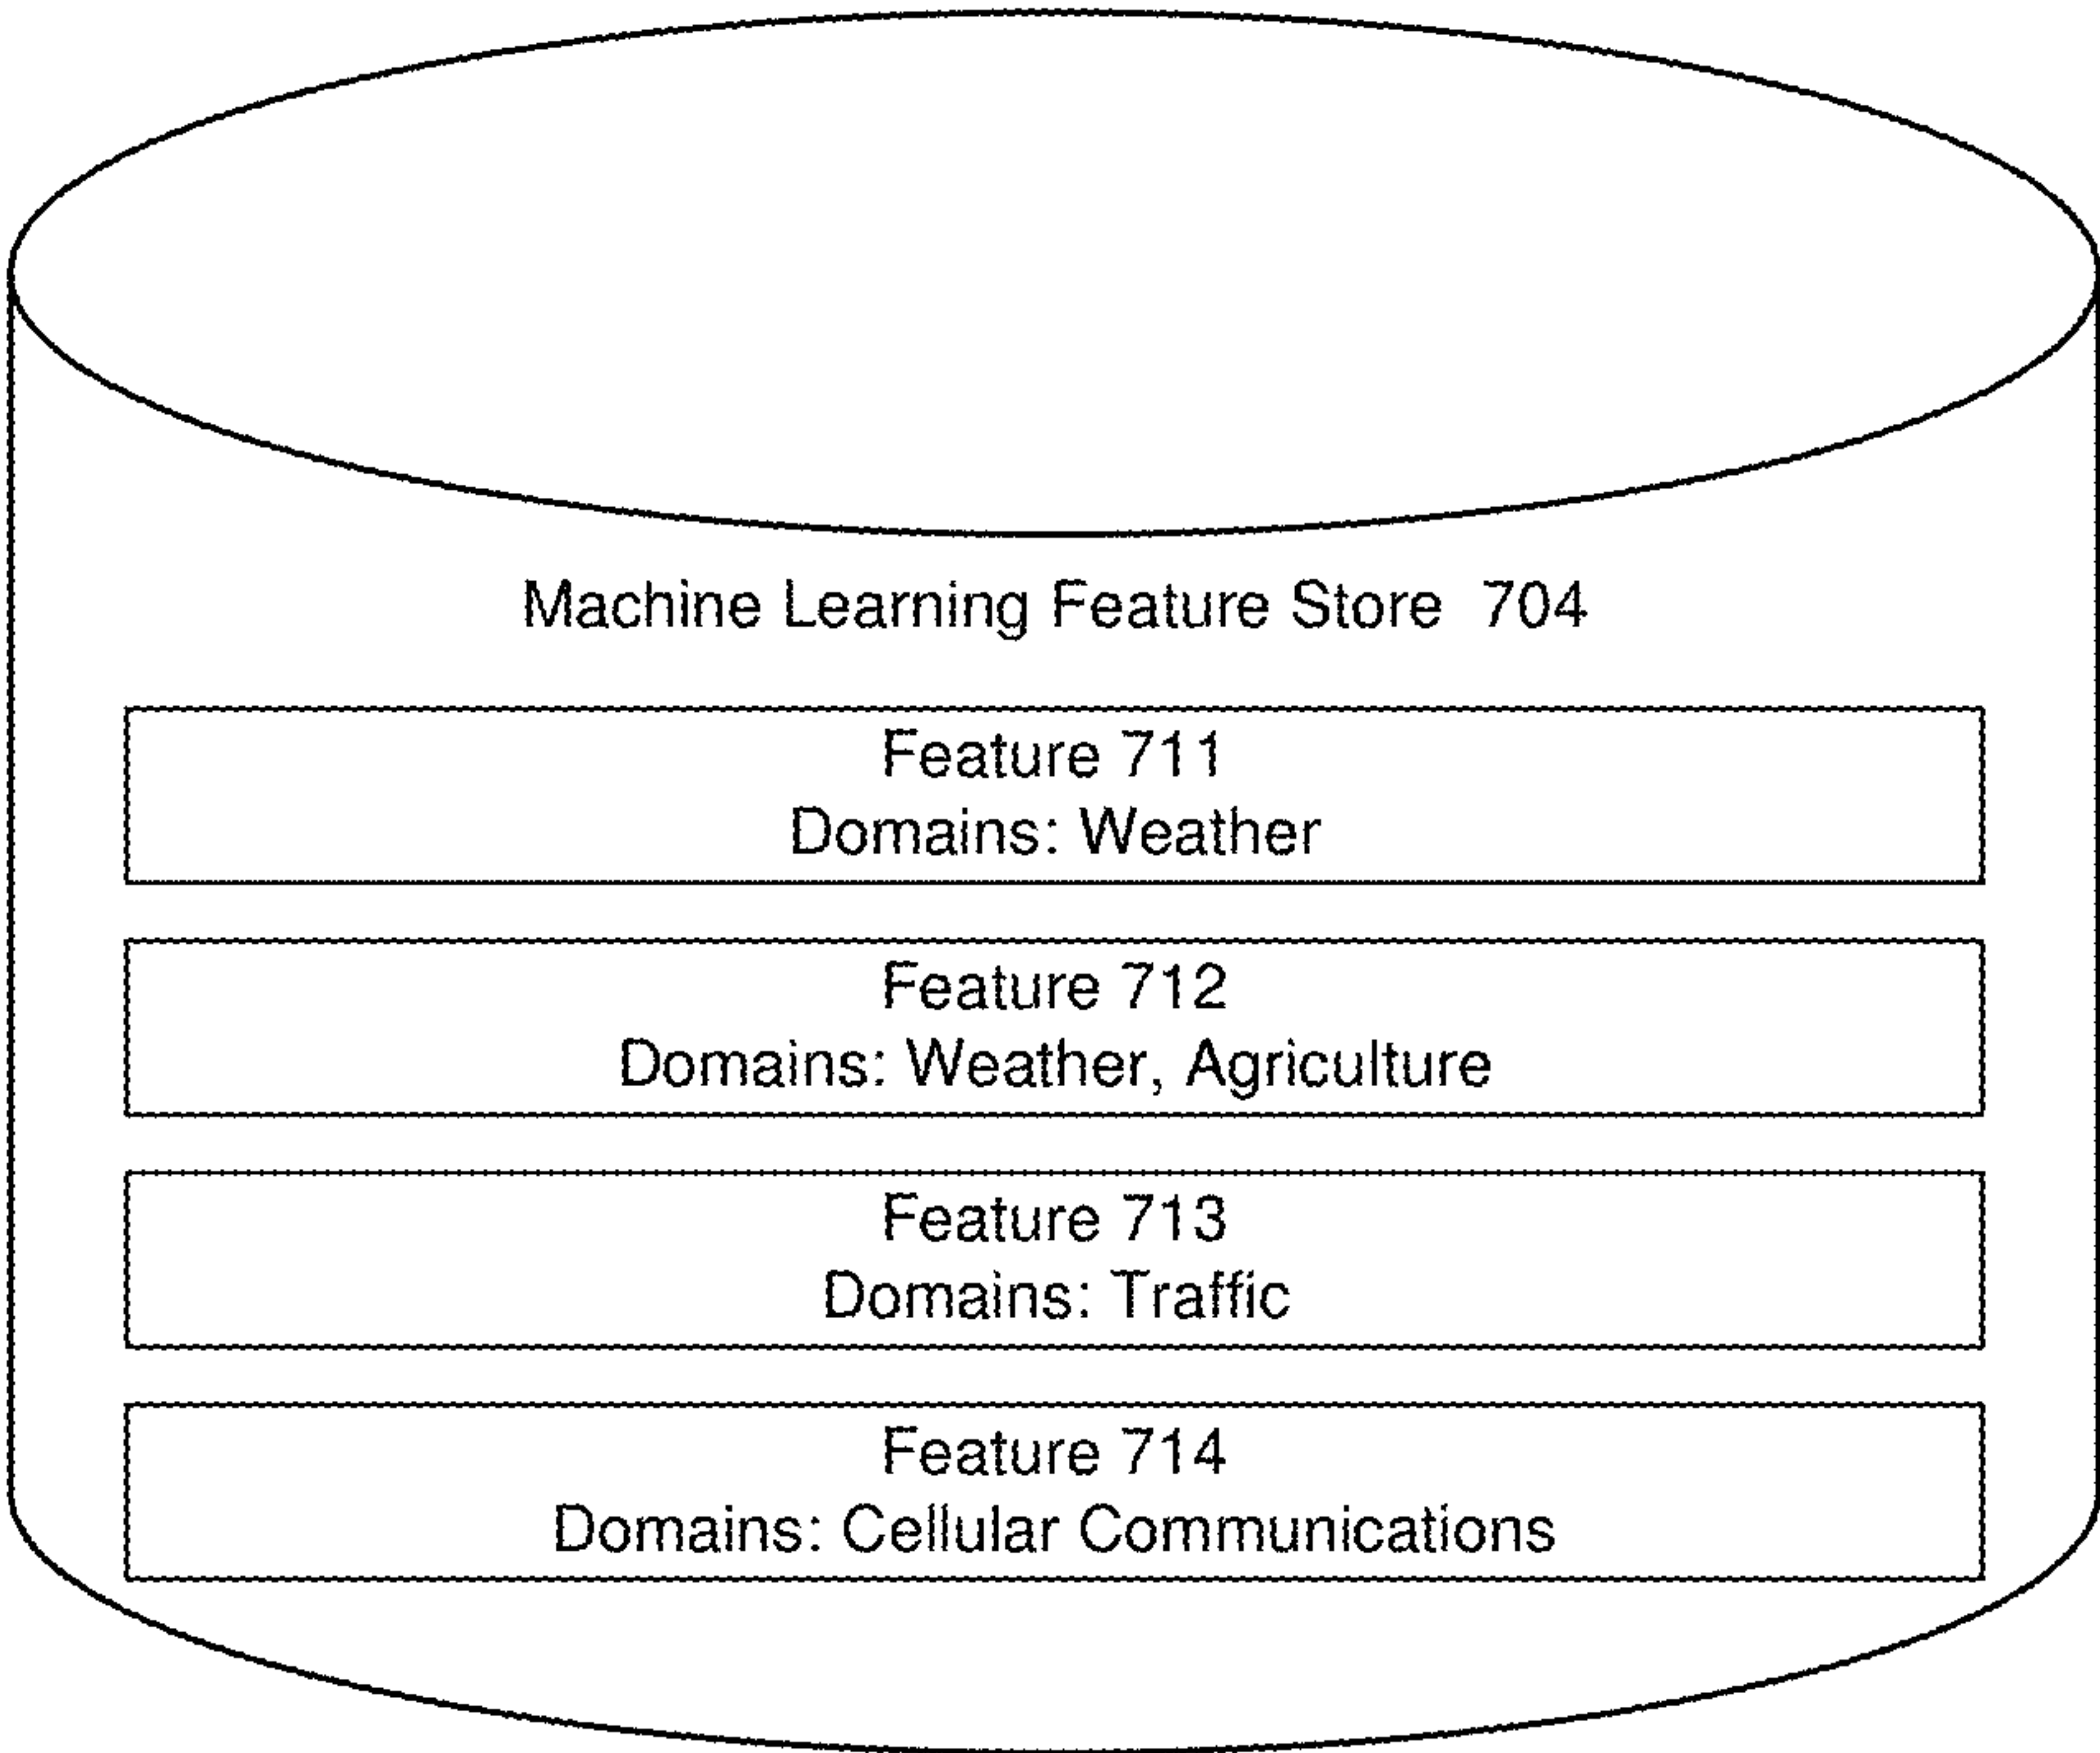 Machine Learning Feature Store 704
Feature 711
Domains: Weather
Feature 712
Domains: Weather, Agriculture
Feature 713
Domains: Traffic
Feature 714
Domains: Cellular Communications